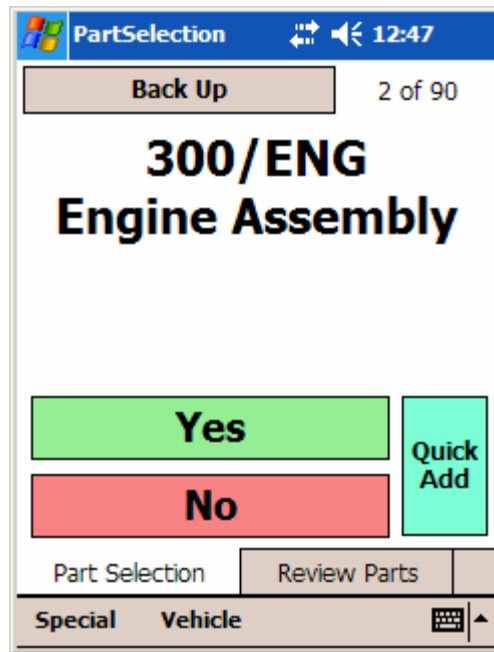 PartSelection 12:47
Back Up 2 of 90
300/ENG
Engine Assembly
Yes
Quick
Add
No
Part Selection Review Parts
Special Vehicle